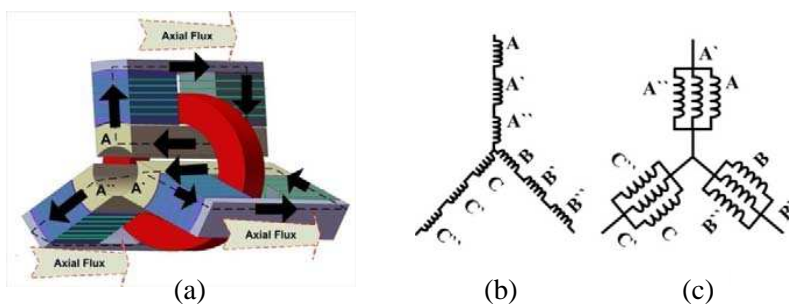 Axial Flux
A
A`` A`
Axial Flux
Axial Flux
(a)
A
A`
A``
B
B`
B``
C
C`
C``
(b)
A`
A``
A
C``
C`
C
B
B``
(c)